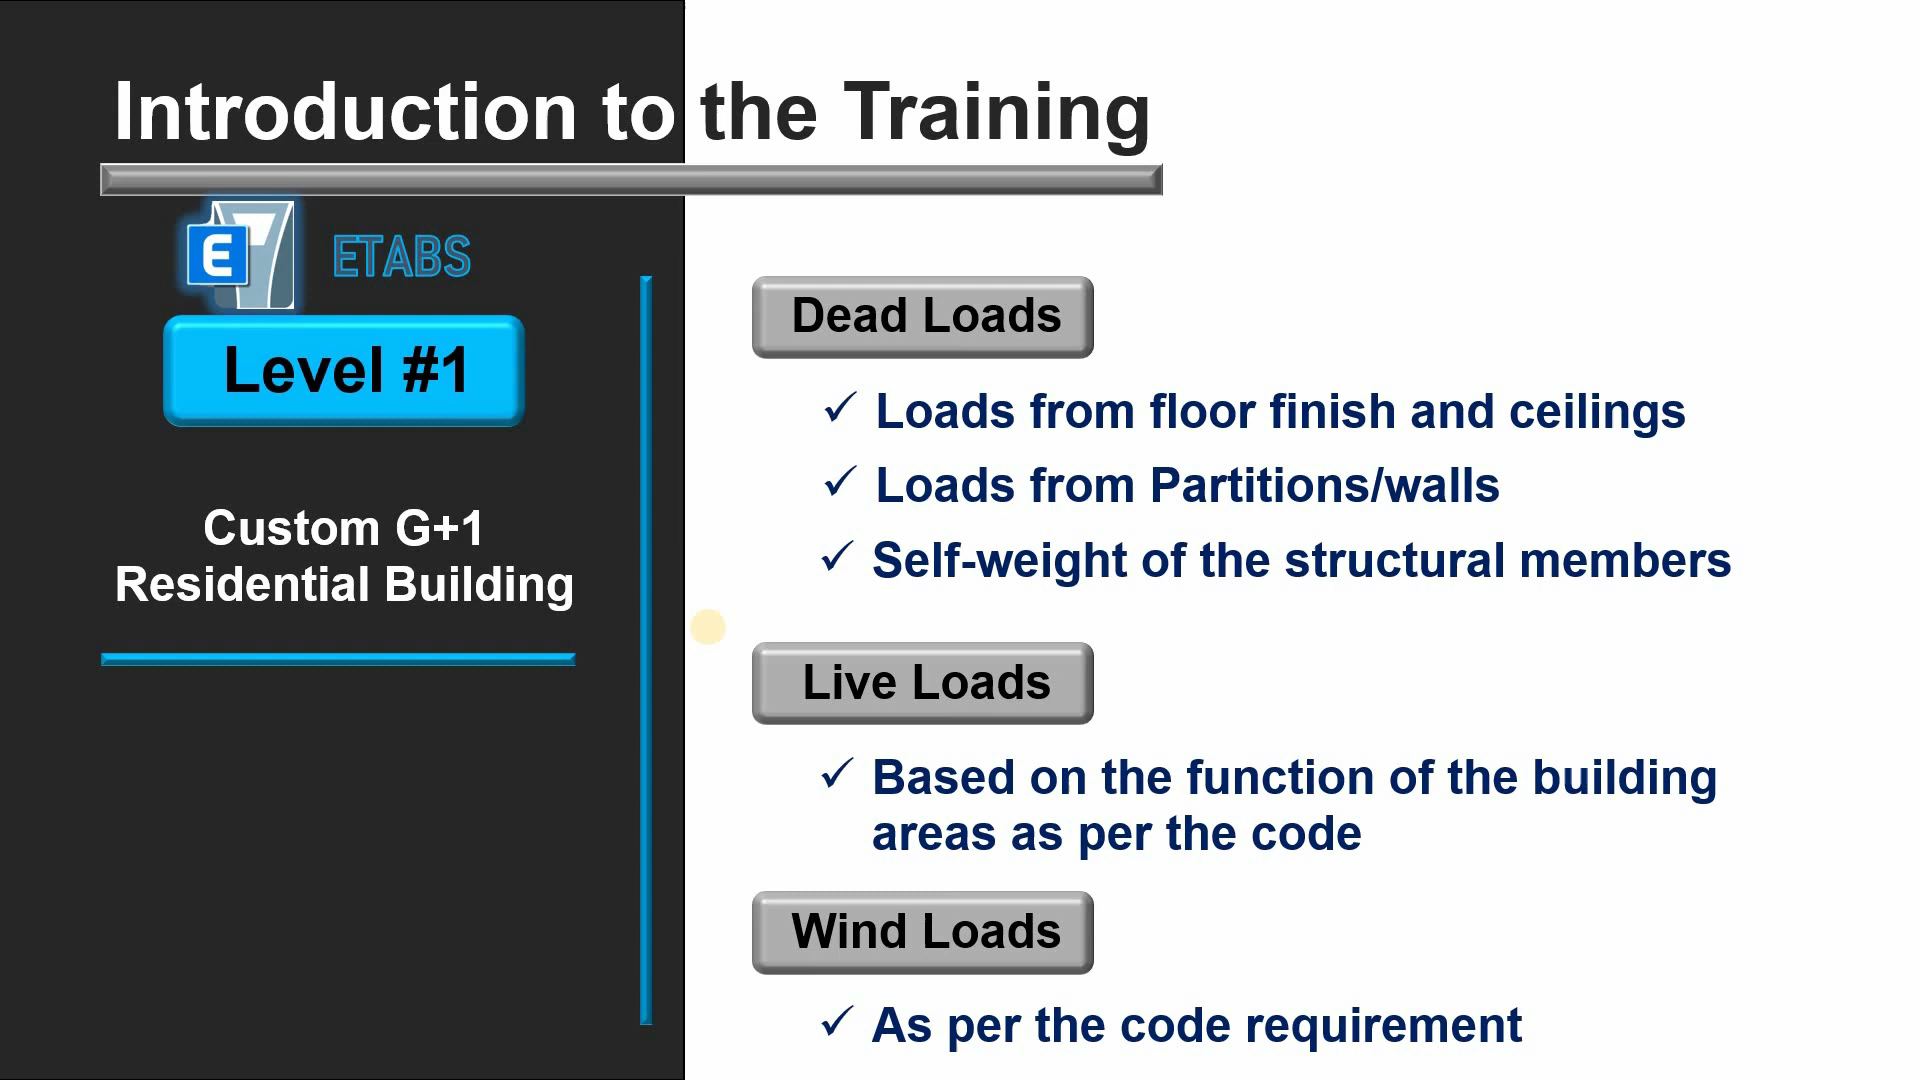 Introduction to the Training
E
ETABS
Level #1
Custom G+1
Residential Building
Dead Loads
✓ Loads from floor finish and ceilings
✓ Loads from Partitions/walls
✓ Self-weight of the structural members
Live Loads
✓ Based on the function of the building
areas as per the code
Wind Loads
✓ As per the code requirement